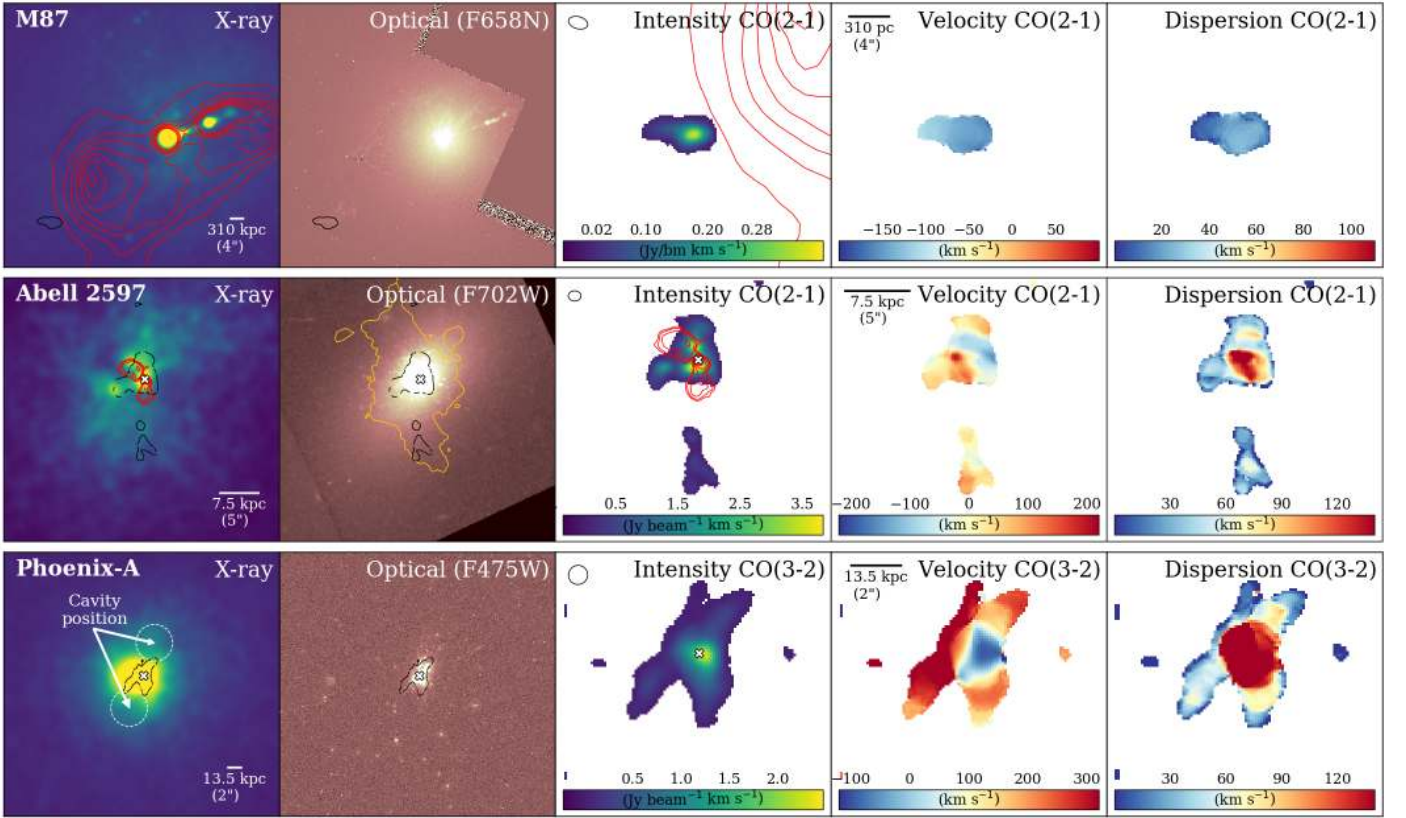 M87
X-ray
310 kpc
(4")
Optical (F658N)
Intensity CO(2-1)
0.02 0.10 0.20 0.28
(Jy/bm km s⁻¹)
310 pc
(4")
Velocity CO(2-1)
−150 −100 −50 0 50
(km s⁻¹)
Dispersion CO(2-1)
20 40 60 80 100
(km s⁻¹)
Abell 2597
X-ray
7.5 kpc
(5")
Optical (F702W)
Intensity CO(2-1)
0.5 1.5 2.5 3.5
(Jy beam⁻¹ km s⁻¹)
7.5 kpc
(5")
Velocity CO(2-1)
−200 −100 0 100 200
(km s⁻¹)
Dispersion CO(2-1)
30 60 90 120
(km s⁻¹)
Phoenix-A
X-ray
Cavity
position
13.5 kpc
(2")
Optical (F475W)
Intensity CO(3-2)
0.5 1.0 1.5 2.0
(Jy beam⁻¹ km s⁻¹)
13.5 kpc
(2")
Velocity CO(3-2)
−100 0 100 200 300
(km s⁻¹)
Dispersion CO(3-2)
30 60 90 120
(km s⁻¹)